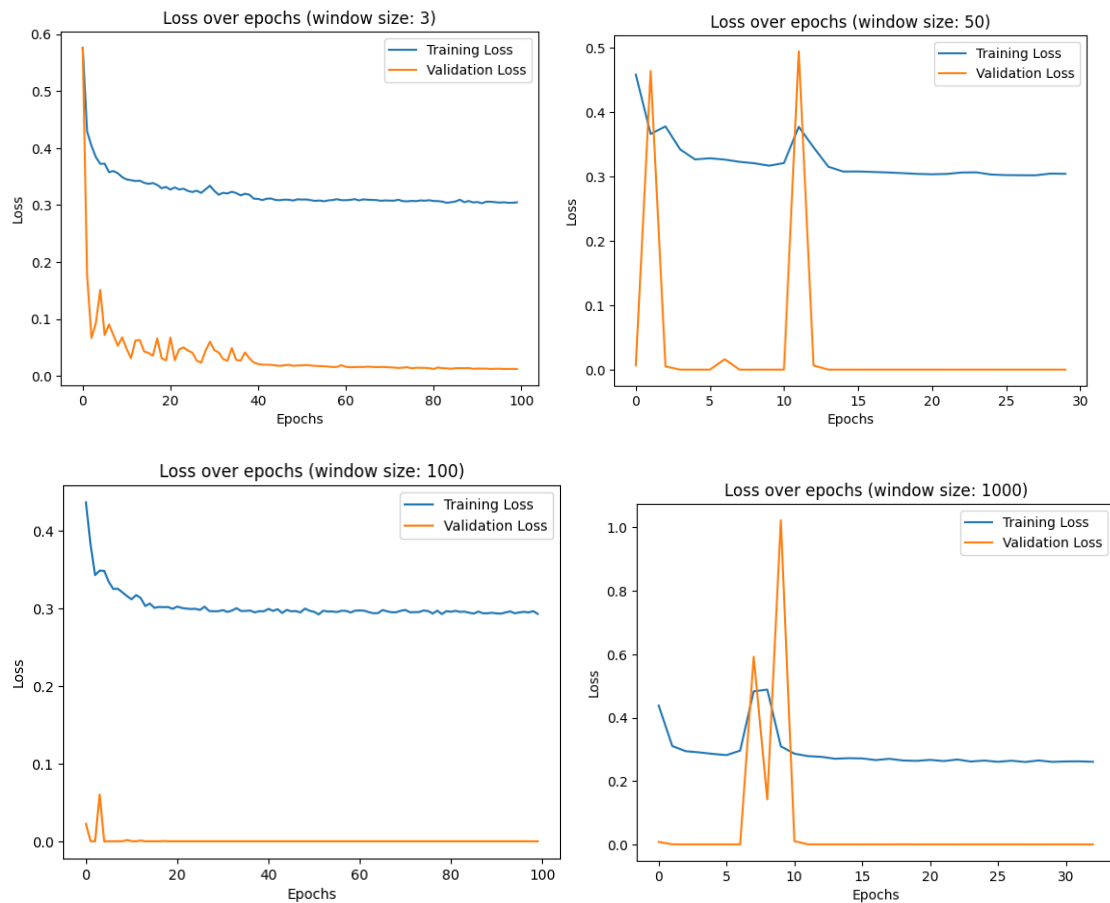 Loss over epochs (window size: 3)
Training Loss
Validation Loss
0.6
0.5
0.4
0.3
0.2
0.1
0.0
Loss
0 20 40 60 80 100
Epochs
Loss over epochs (window size: 50)
Training Loss
Validation Loss
0.5
0.4
0.3
0.2
0.1
0.0
Loss
0 5 10 15 20 25 30
Epochs
Loss over epochs (window size: 100)
Training Loss
Validation Loss
0.4
0.3
0.2
0.1
0.0
Loss
0 20 40 60 80 100
Epochs
Loss over epochs (window size: 1000)
Training Loss
Validation Loss
1.0
0.8
0.6
0.4
0.2
0.0
Loss
0 5 10 15 20 25 30
Epochs